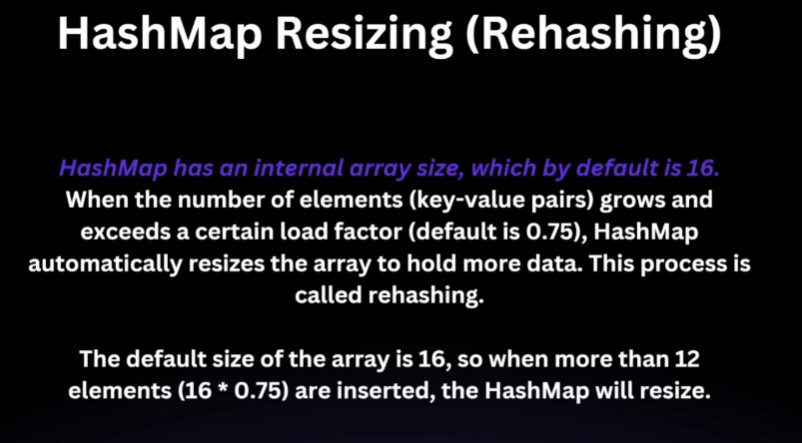 HashMap Resizing (Rehashing)
HashMap has an internal array size, which by default is 16.
When the number of elements (key-value pairs) grows and
exceeds a certain load factor (default is 0.75), HashMap
automatically resizes the array to hold more data. This process is
called rehashing.
The default size of the array is 16, so when more than 12
elements (16 * 0.75) are inserted, the HashMap will resize.